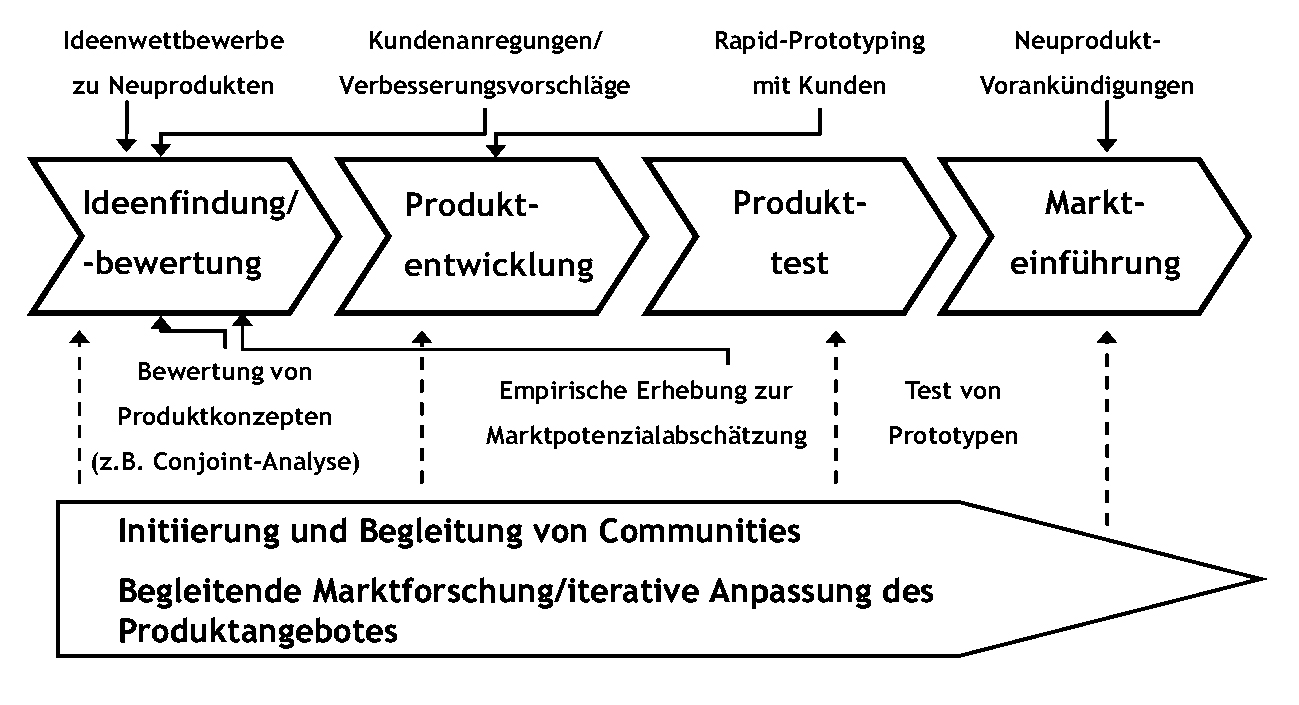 Ideenwettbewerbe
zu Neuprodukten
Kundenanregungen/
Verbesserungsvorschläge
Rapid-Prototyping
mit Kunden
Neuprodukt-
Vorankündigungen
Ideenfindung/
-bewertung
Produkt-
entwicklung
Produkt-
test
Markt-
einführung
Bewertung von
Produktkonzepten
(z.B. Conjoint-Analyse)
Empirische Erhebung zur
Marktpotenzialabschätzung
Test von
Prototypen
Initiierung und Begleitung von Communities
Begleitende Marktforschung/iterative Anpassung des
Produktangebotes